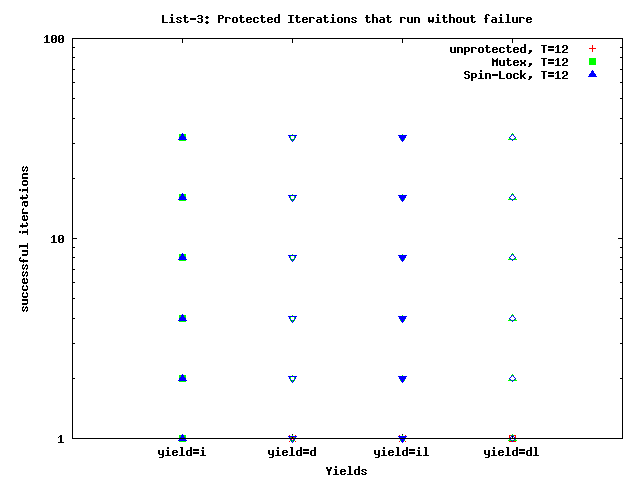 List-3: Protected Iterations that run without failure
100
unprotected, T=12
Mutex, T=12
Spin-Lock, T=12
successful iterations
10
1
yield=i yield=d yield=il yield=dl
Yields